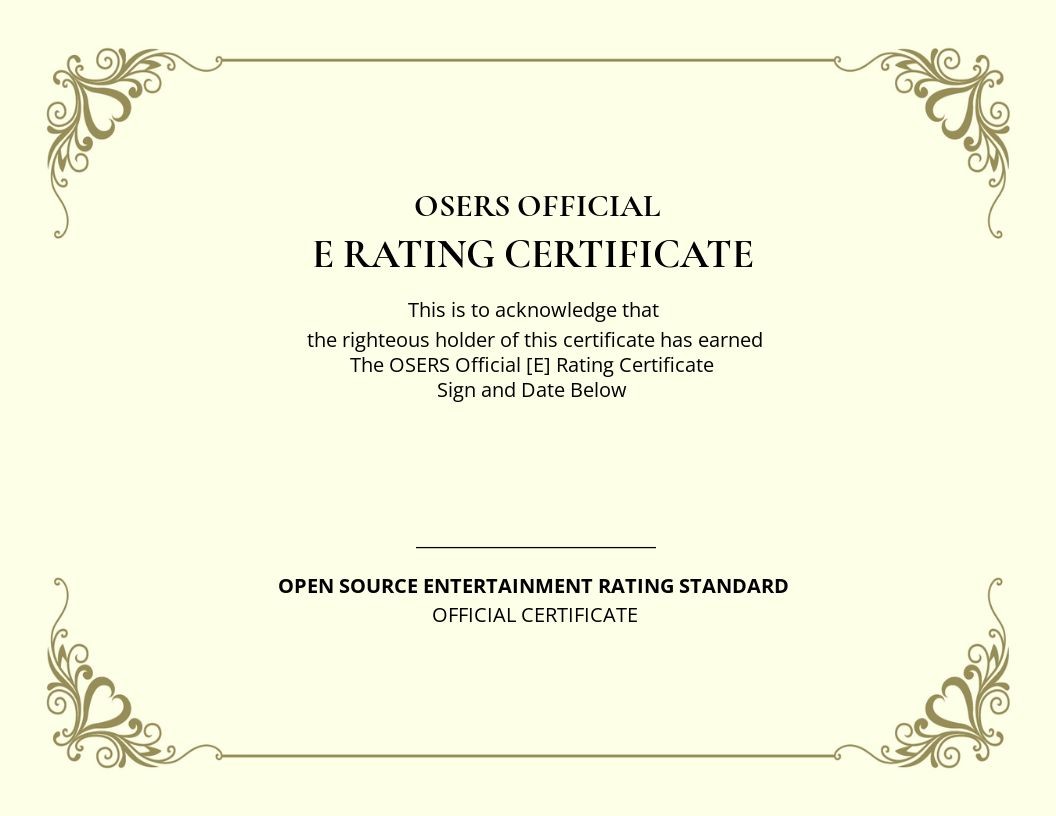 OSERS OFFICIAL
E RATING CERTIFICATE
This is to acknowledge that
the righteous holder of this certificate has earned
The OSERS Official [E] Rating Certificate
Sign and Date Below
OPEN SOURCE ENTERTAINMENT RATING STANDARD
OFFICIAL CERTIFICATE